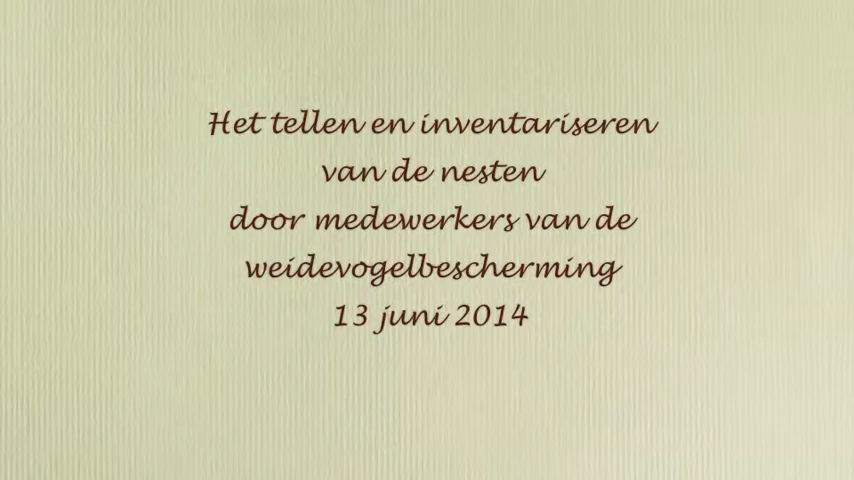 Het tellen en inventariseren
van de nesten
door medewerkers van de
weidevogelbescherming
13 juni 2014